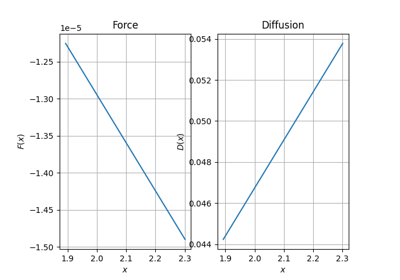 Force
1e−5
F(x)
−1.25
−1.30
−1.35
−1.40
−1.45
−1.50
1.9 2.0 2.1 2.2 2.3
x
Diffusion
D(x)
0.054
0.052
0.050
0.048
0.046
0.044
1.9 2.0 2.1 2.2 2.3
x